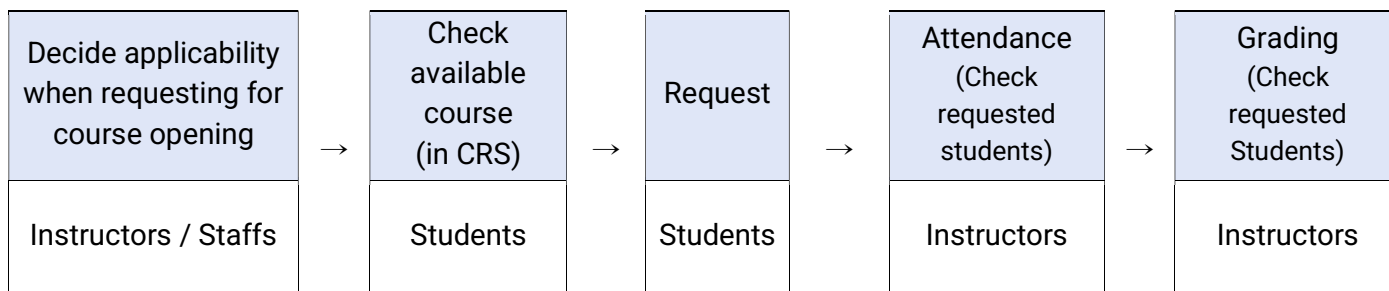 Decide applicability
when requesting for
course opening
Instructors / Staffs
→
Check
available
course
(in CRS)
Students
→
Request
Students
→
Attendance
(Check
requested
students)
Instructors
→
Grading
(Check
requested
Students)
Instructors